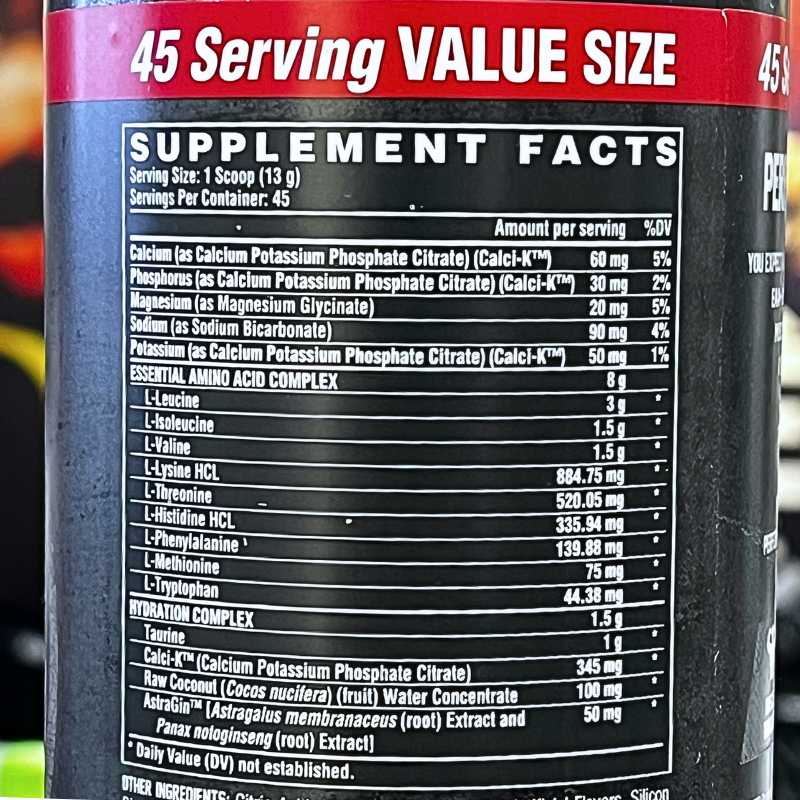 45 Serving VALUE SIZE
SUPPLEMENT FACTS
Serving Size: 1 Scoop (13 g)
Servings Per Container: 45
Amount per serving %DV
Calcium (as Calcium Potassium Phosphate Citrate) (Calci-K™) 60 mg 5%
Phosphorus (as Calcium Potassium Phosphate Citrate) (Calci-K™) 30 mg 2%
Magnesium (as Magnesium Glycinate) 20 mg 5%
Sodium (as Sodium Bicarbonate) 90 mg 4%
Potassium (as Calcium Potassium Phosphate Citrate) (Calci-K™) 50 mg 1%
ESSENTIAL AMINO ACID COMPLEX 8 g
L-Leucine 3 g *
L-Isoleucine 1.5 g *
L-Valine 1.5 g *
L-Lysine HCL 884.75 mg *
L-Threonine 520.05 mg *
L-Histidine HCL 335.94 mg *
L-Phenylalanine 139.88 mg *
L-Methionine 75 mg *
L-Tryptophan 44.38 mg *
HYDRATION COMPLEX 1.5 g
Taurine 1 g *
Calci-K™ (Calcium Potassium Phosphate Citrate) 345 mg *
Raw Coconut (Cocos nucifera) (fruit) Water Concentrate 100 mg *
AstraGin™ [Astragalus membranaceus (root) Extract and 50 mg *
Panax notoginseng (root) Extract]
* Daily Value (DV) not established.
OTHER INGREDIENTS: Flavors, Silicon
45
YOU